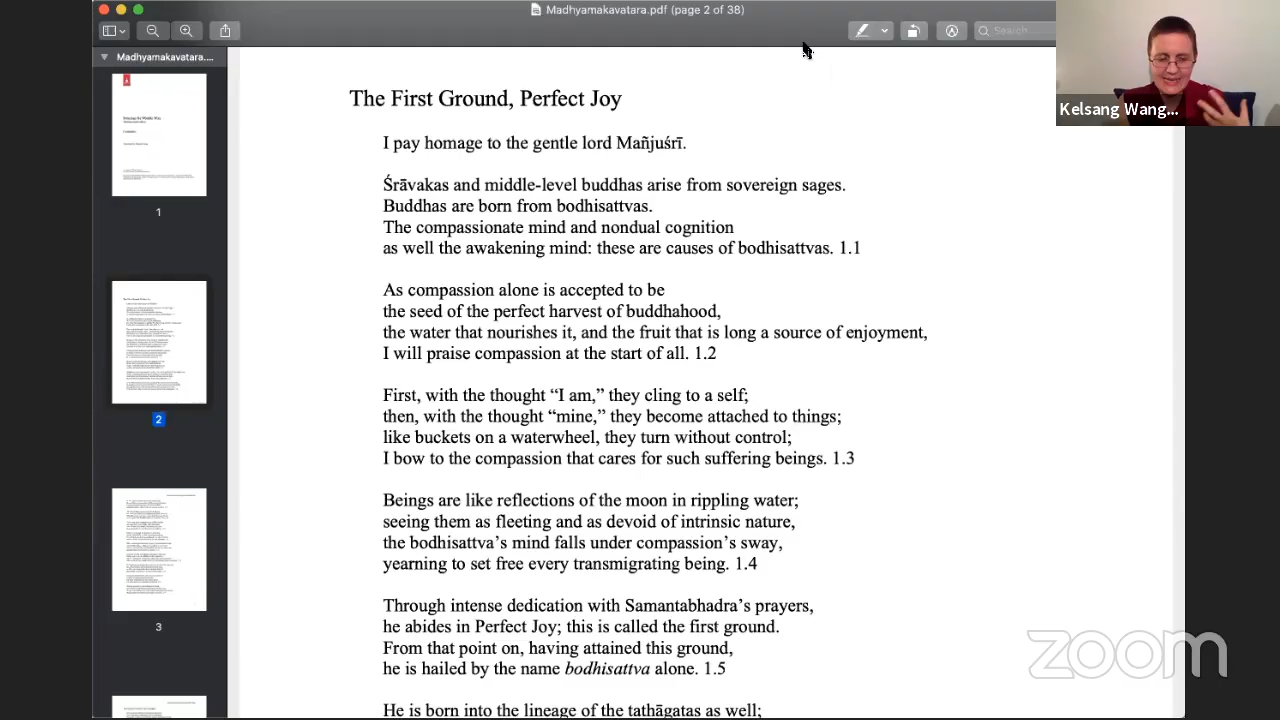 Madhyamakavatara.pdf (page 2 of 38)
Search...
Madhyamakavatara....
Kelsang Wang...
1
2
3
The First Ground, Perfect Joy
I pay homage to the gentle lord Mañjuśrī.
Śrāvakas and middle-level buddhas arise from sovereign sages.
Buddhas are born from bodhisattvas.
The compassionate mind and nondual cognition
as well the awakening mind: these are causes of bodhisattvas. 1.1
As compassion alone is accepted to be
the seed of the perfect harvest of buddhahood,
the water that nourishes it, and the fruit that is long a source of enjoyment,
I will praise compassion at the start of all. 1.2
First, with the thought “I am,” they cling to a self;
then, with the thought “mine,” they become attached to things;
like buckets on a waterwheel, they turn without control;
I bow to the compassion that cares for such suffering beings. 1.3
Beings are like reflections of the moon in rippling water;
seeing them as fleeting and as devoid of intrinsic nature,
the bodhisattva’s mind falls under compassion’s sway,
yearning to set free every transmigrating being. 1.4
Through intense dedication with Samantabhadra’s prayers,
he abides in Perfect Joy; this is called the first ground.
From that point on, having attained this ground,
he is hailed by the name bodhisattva alone. 1.5
He is born into the lineage of the tathāgatas as well;
zoom